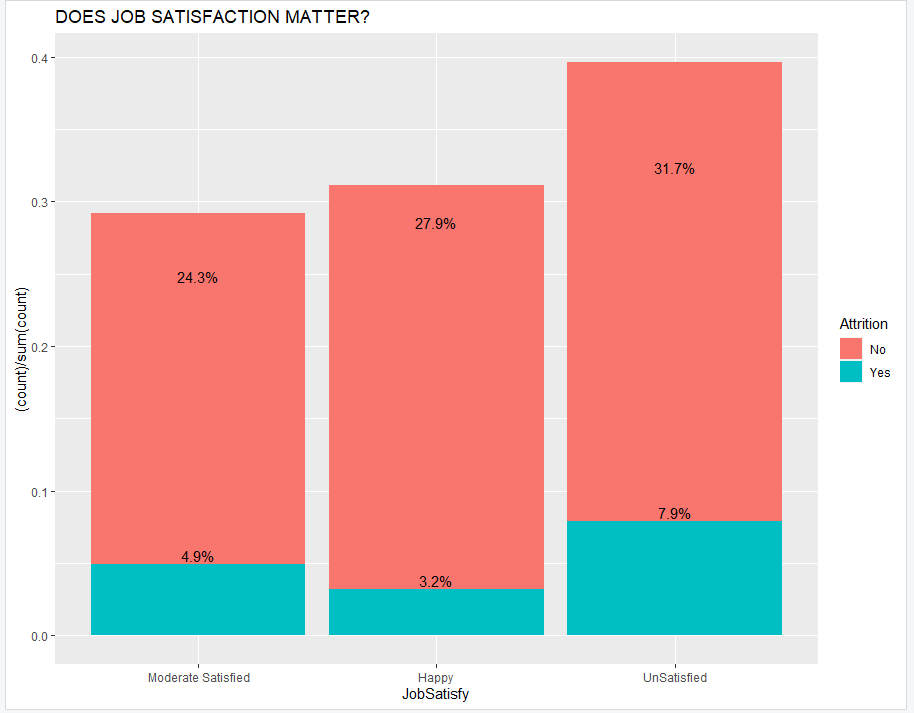 DOES JOB SATISFACTION MATTER?
(count)/sum(count)
0.4
0.3
0.2
0.1
0.0
24.3%
4.9%
27.9%
3.2%
31.7%
7.9%
Moderate Satisfied
Happy
UnSatisfied
JobSatisfy
Attrition
No
Yes